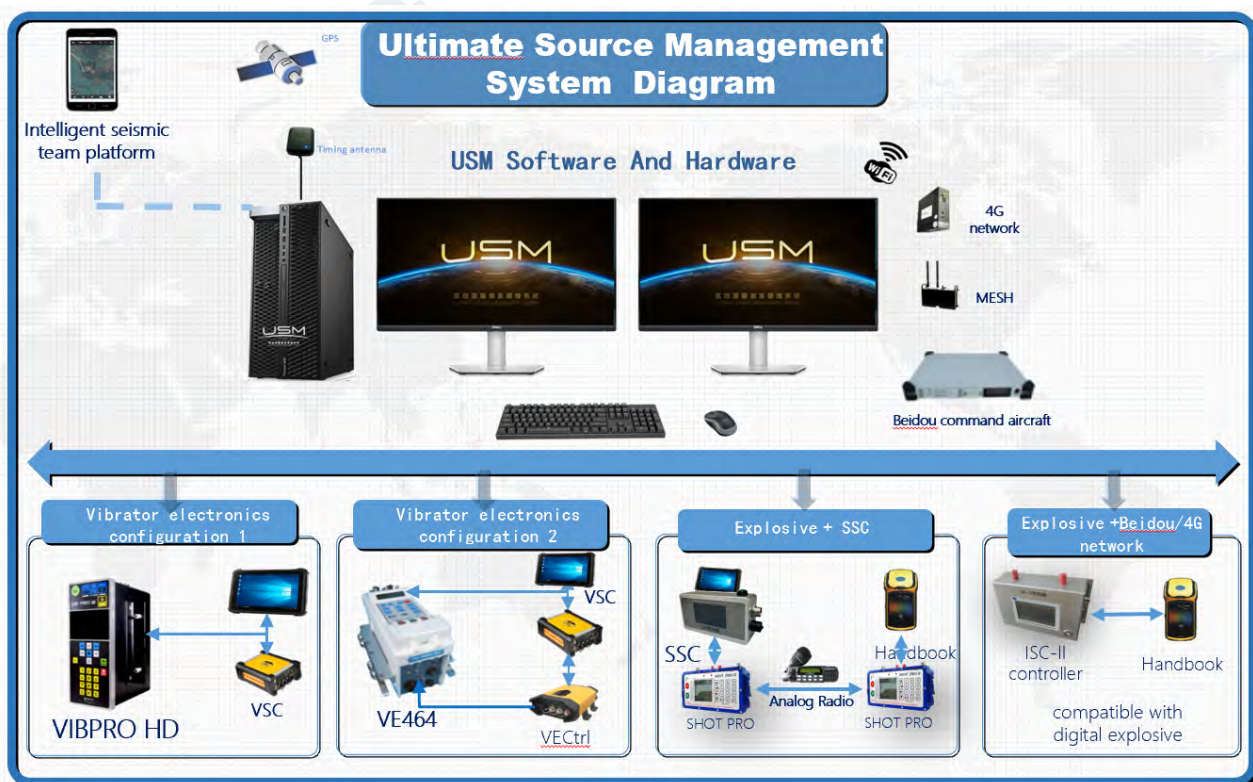 GPS
Ultimate Source Management
System Diagram
Intelligent seismic
team platform
Timing antenna
USM Software And Hardware
WiFi
4G
network
USM
USM
USM
MESH
Beidou command aircraft
Vibrator electronics
configuration 1
Vibrator electronics
configuration 2
Explosive + SSC
Explosive +Beidou/4G
network
VSC
VIBPRO HD
VSC
VE464
VECtrl
SSC
Handbook
Analog Radio
SHOT PRO
SHOT PRO
ISC-II
controller
Handbook
compatible with
digital explosive